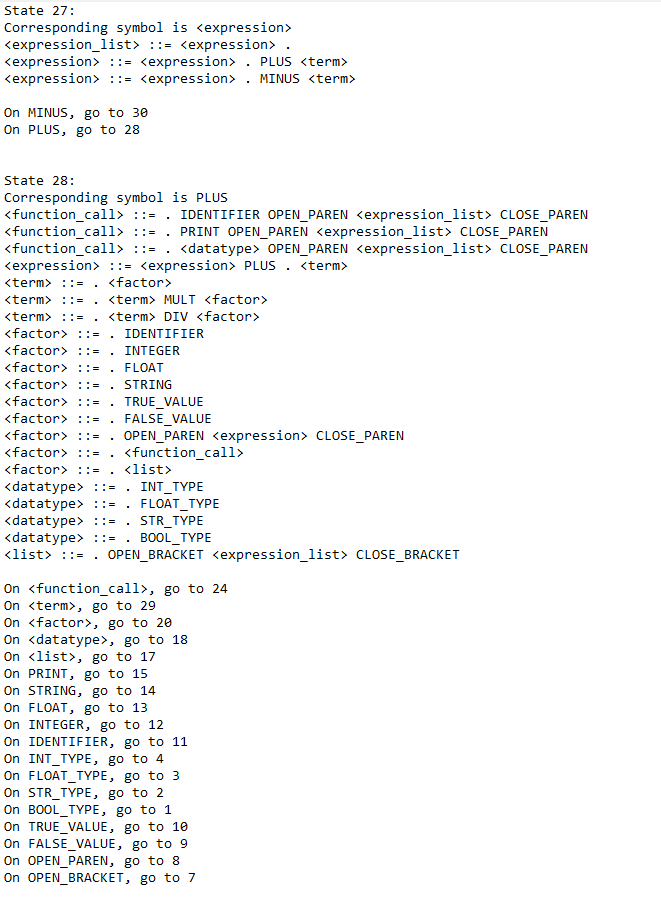 State 27:
Corresponding symbol is <expression>
<expression_list> ::= <expression> .
<expression> ::= <expression> . PLUS <term>
<expression> ::= <expression> . MINUS <term>
On MINUS, go to 30
On PLUS, go to 28
State 28:
Corresponding symbol is PLUS
<function_call> ::= . IDENTIFIER OPEN_PAREN <expression_list> CLOSE_PAREN
<function_call> ::= . PRINT OPEN_PAREN <expression_list> CLOSE_PAREN
<function_call> ::= . <datatype> OPEN_PAREN <expression_list> CLOSE_PAREN
<expression> ::= <expression> PLUS . <term>
<term> ::= . <factor>
<term> ::= . <term> MULT <factor>
<term> ::= . <term> DIV <factor>
<factor> ::= . IDENTIFIER
<factor> ::= . INTEGER
<factor> ::= . FLOAT
<factor> ::= . STRING
<factor> ::= . TRUE_VALUE
<factor> ::= . FALSE_VALUE
<factor> ::= . OPEN_PAREN <expression> CLOSE_PAREN
<factor> ::= . <function_call>
<factor> ::= . <list>
<datatype> ::= . INT_TYPE
<datatype> ::= . FLOAT_TYPE
<datatype> ::= . STR_TYPE
<datatype> ::= . BOOL_TYPE
<list> ::= . OPEN_BRACKET <expression_list> CLOSE_BRACKET
On <function_call>, go to 24
On <term>, go to 29
On <factor>, go to 20
On <datatype>, go to 18
On <list>, go to 17
On PRINT, go to 15
On STRING, go to 14
On FLOAT, go to 13
On INTEGER, go to 12
On IDENTIFIER, go to 11
On INT_TYPE, go to 4
On FLOAT_TYPE, go to 3
On STR_TYPE, go to 2
On BOOL_TYPE, go to 1
On TRUE_VALUE, go to 10
On FALSE_VALUE, go to 9
On OPEN_PAREN, go to 8
On OPEN_BRACKET, go to 7